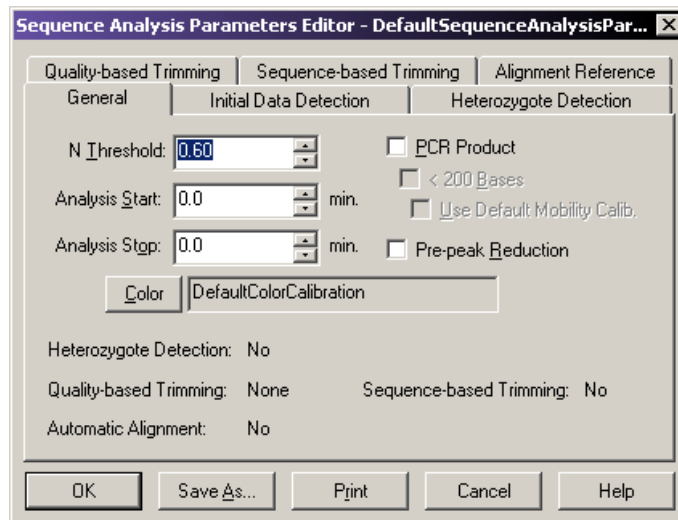 Sequence Analysis Parameters Editor - DefaultSequenceAnalysisPar...
Quality-based Trimming Sequence-based Trimming Alignment Reference
General Initial Data Detection Heterozygote Detection
N Threshold: 0.60 PCR Product
< 200 Bases
Analysis Start: 0.0 min. Use Default Mobility Calib.
Analysis Stop: 0.0 min. Pre-peak Reduction
Color DefaultColorCalibration
Heterozygote Detection: No
Quality-based Trimming: None Sequence-based Trimming: No
Automatic Alignment: No
OK Save As... Print Cancel Help